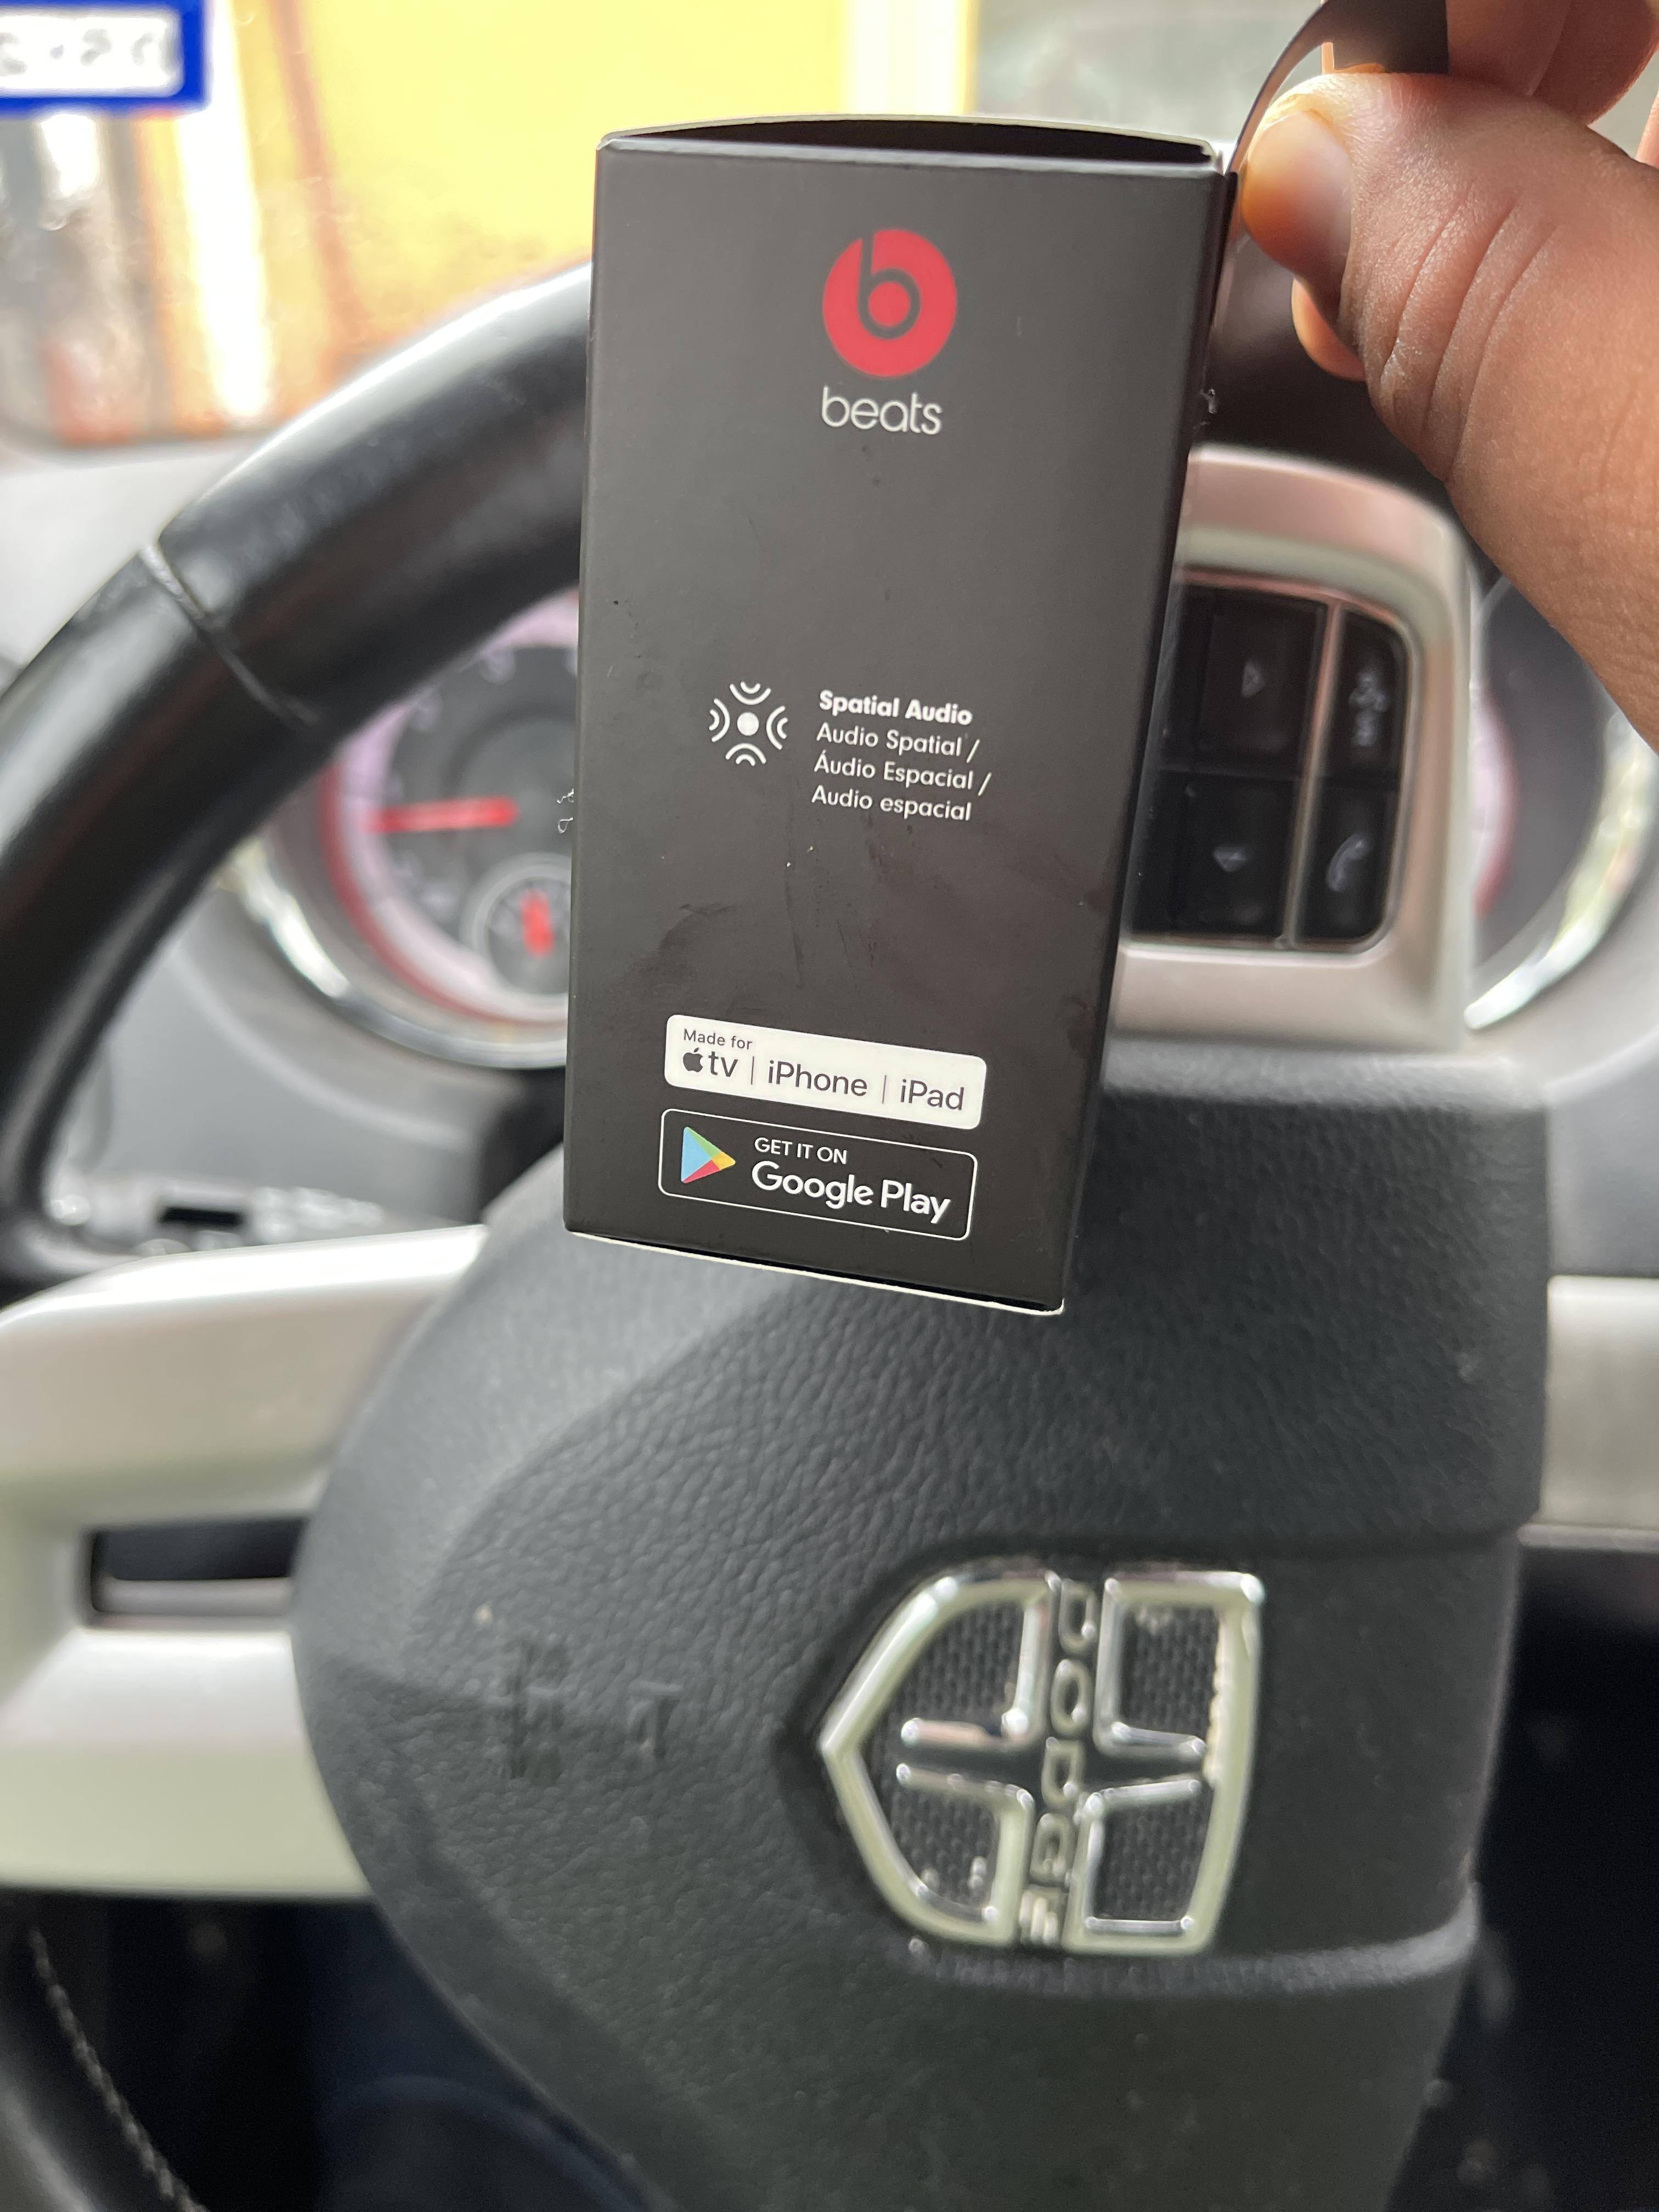 beats
Spatial Audio
Audio Spatial /
Áudio Espacial /
Audio espacial
Made for
tv | iPhone | iPad
GET IT ON
Google Play
DODGE